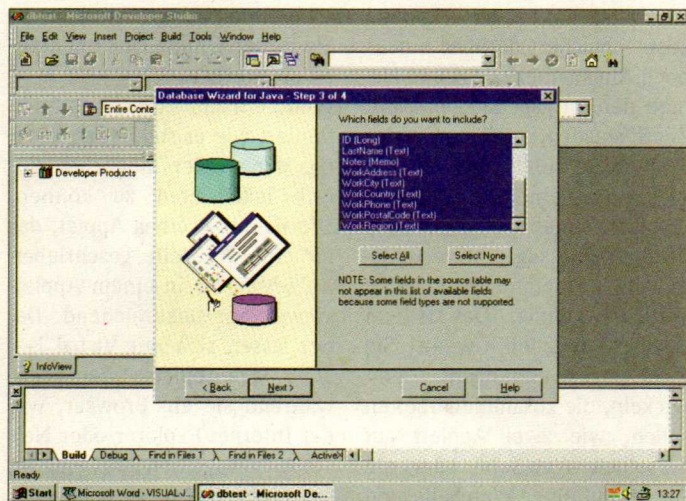 dbtest - Microsoft Developer Studio
File Edit View Insert Project Build Tools Window Help
Entire Conte
Database Wizard for Java - Step 3 of 4
Which fields do you want to include?
ID (Long)
LastName (Text)
Notes (Memo)
WorkAddress (Text)
WorkCity (Text)
WorkCountry (Text)
WorkPhone (Text)
WorkPostalCode (Text)
WorkRegion (Text)
Select All
Select None
NOTE: Some fields in the source table may
not appear in this list of available fields
because some field types are not supported.
< Back
Next >
Cancel
Help
Developer Products
InfoView
Build
Debug
Find in Files 1
Find in Files 2
ActiveX
Ready
Start
Microsoft Word - VISUAL-J...
dbtest - Microsoft De...
13:27